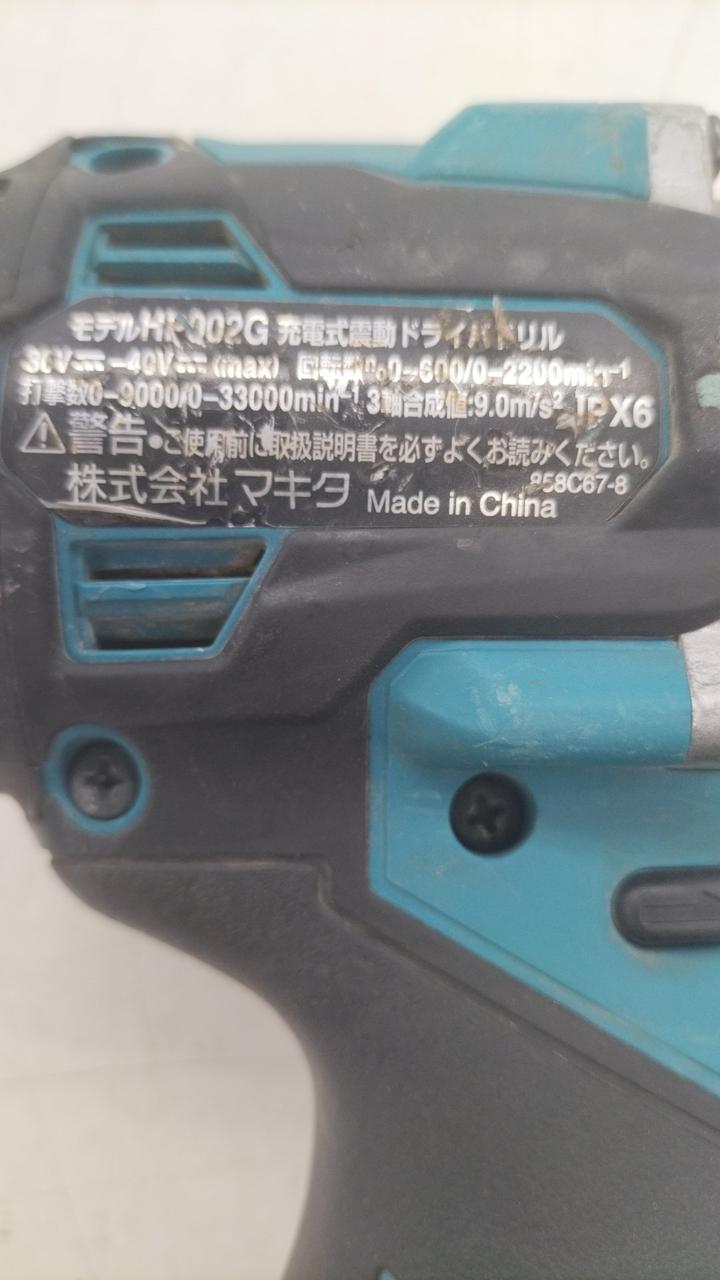 モデルHP002G 充電式震動ドライバドリル
36V⎓-40V⎓(max) 回転数n₀0-600/0-2200min⁻¹
打撃数0-9000/0-33000min⁻¹ 3軸合成値:9.0m/s² IPX6
⚠警告•ご使用前に取扱説明書を必ずよくお読みください。
858C67-8
株式会社マキタ Made in China